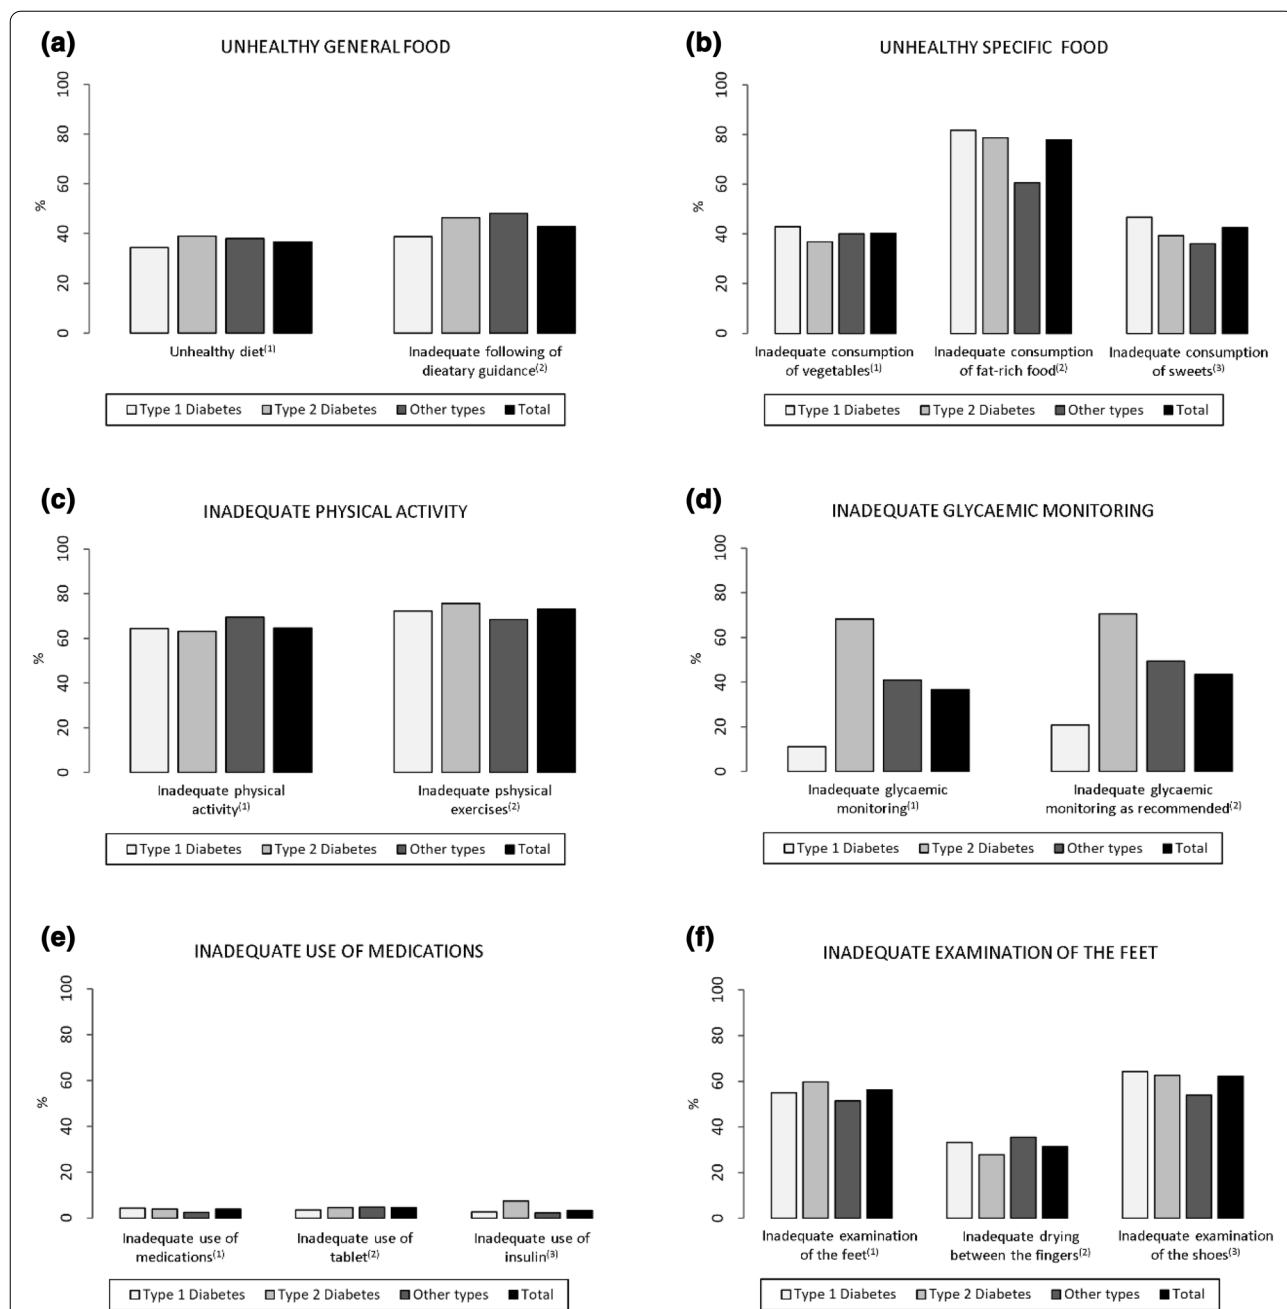 (a)
UNHEALTHY GENERAL FOOD
100
80
60
40
20
0
%
Unhealthy diet(1)
Inadequate following of
dieatary guidance(2)
Type 1 Diabetes Type 2 Diabetes Other types Total
(b)
UNHEALTHY SPECIFIC FOOD
100
80
60
40
20
0
%
Inadequate consumption
of vegetables(1)
Inadequate consumption
of fat-rich food(2)
Inadequate consumption
of sweets(3)
Type 1 Diabetes Type 2 Diabetes Other types Total
(c)
INADEQUATE PHYSICAL ACTIVITY
100
80
60
40
20
0
%
Inadequate physical
activity(1)
Inadequate pshysical
exercises(2)
Type 1 Diabetes Type 2 Diabetes Other types Total
(d)
INADEQUATE GLYCAEMIC MONITORING
100
80
60
40
20
0
%
Inadequate glycaemic
monitoring(1)
Inadequate glycaemic
monitoring as recommended(2)
Type 1 Diabetes Type 2 Diabetes Other types Total
(e)
INADEQUATE USE OF MEDICATIONS
100
80
60
40
20
0
%
Inadequate use of
medications(1)
Inadequate use of
tablet(2)
Inadequate use of
insulin(3)
Type 1 Diabetes Type 2 Diabetes Other types Total
(f)
INADEQUATE EXAMINATION OF THE FEET
100
80
60
40
20
0
%
Inadequate examination
of the feet(1)
Inadequate drying
between the fingers(2)
Inadequate examination
of the shoes(3)
Type 1 Diabetes Type 2 Diabetes Other types Total